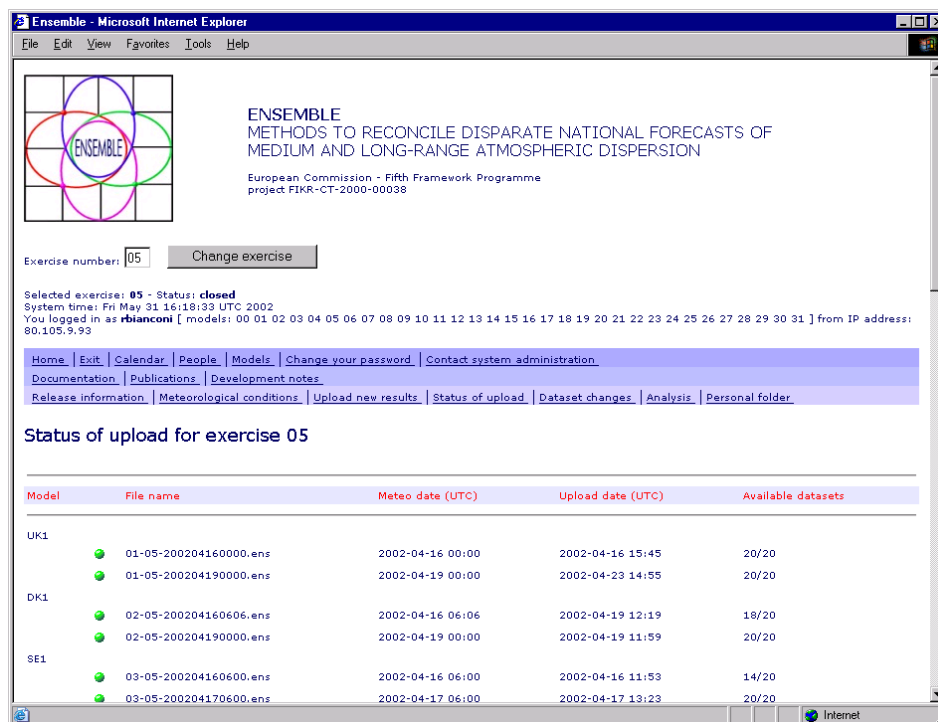 Ensemble - Microsoft Internet Explorer
File Edit View Favorites Tools Help
ENSEMBLE
ENSEMBLE
METHODS TO RECONCILE DISPARATE NATIONAL FORECASTS OF
MEDIUM AND LONG-RANGE ATMOSPHERIC DISPERSION
European Commission - Fifth Framework Programme
project FIKR-CT-2000-00038
Exercise number: 05 Change exercise
Selected exercise: 05 - Status: closed
System time: Fri May 31 16:18:33 UTC 2002
You logged in as rbianconi [ models: 00 01 02 03 04 05 06 07 08 09 10 11 12 13 14 15 16 17 18 19 20 21 22 23 24 25 26 27 28 29 30 31 ] from IP address:
80.105.9.93
Home | Exit | Calendar | People | Models | Change your password | Contact system administration
Documentation | Publications | Development notes
Release information | Meteorological conditions | Upload new results | Status of upload | Dataset changes | Analysis | Personal folder
Status of upload for exercise 05
Model File name Meteo date (UTC) Upload date (UTC) Available datasets
UK1
01-05-200204160000.ens 2002-04-16 00:00 2002-04-16 15:45 20/20
01-05-200204190000.ens 2002-04-19 00:00 2002-04-23 14:55 20/20
DK1
02-05-200204160606.ens 2002-04-16 06:06 2002-04-19 12:19 18/20
02-05-200204190000.ens 2002-04-19 00:00 2002-04-19 11:59 20/20
SE1
03-05-200204160600.ens 2002-04-16 06:00 2002-04-16 11:53 14/20
03-05-200204170600.ens 2002-04-17 06:00 2002-04-17 13:23 20/20
Internet